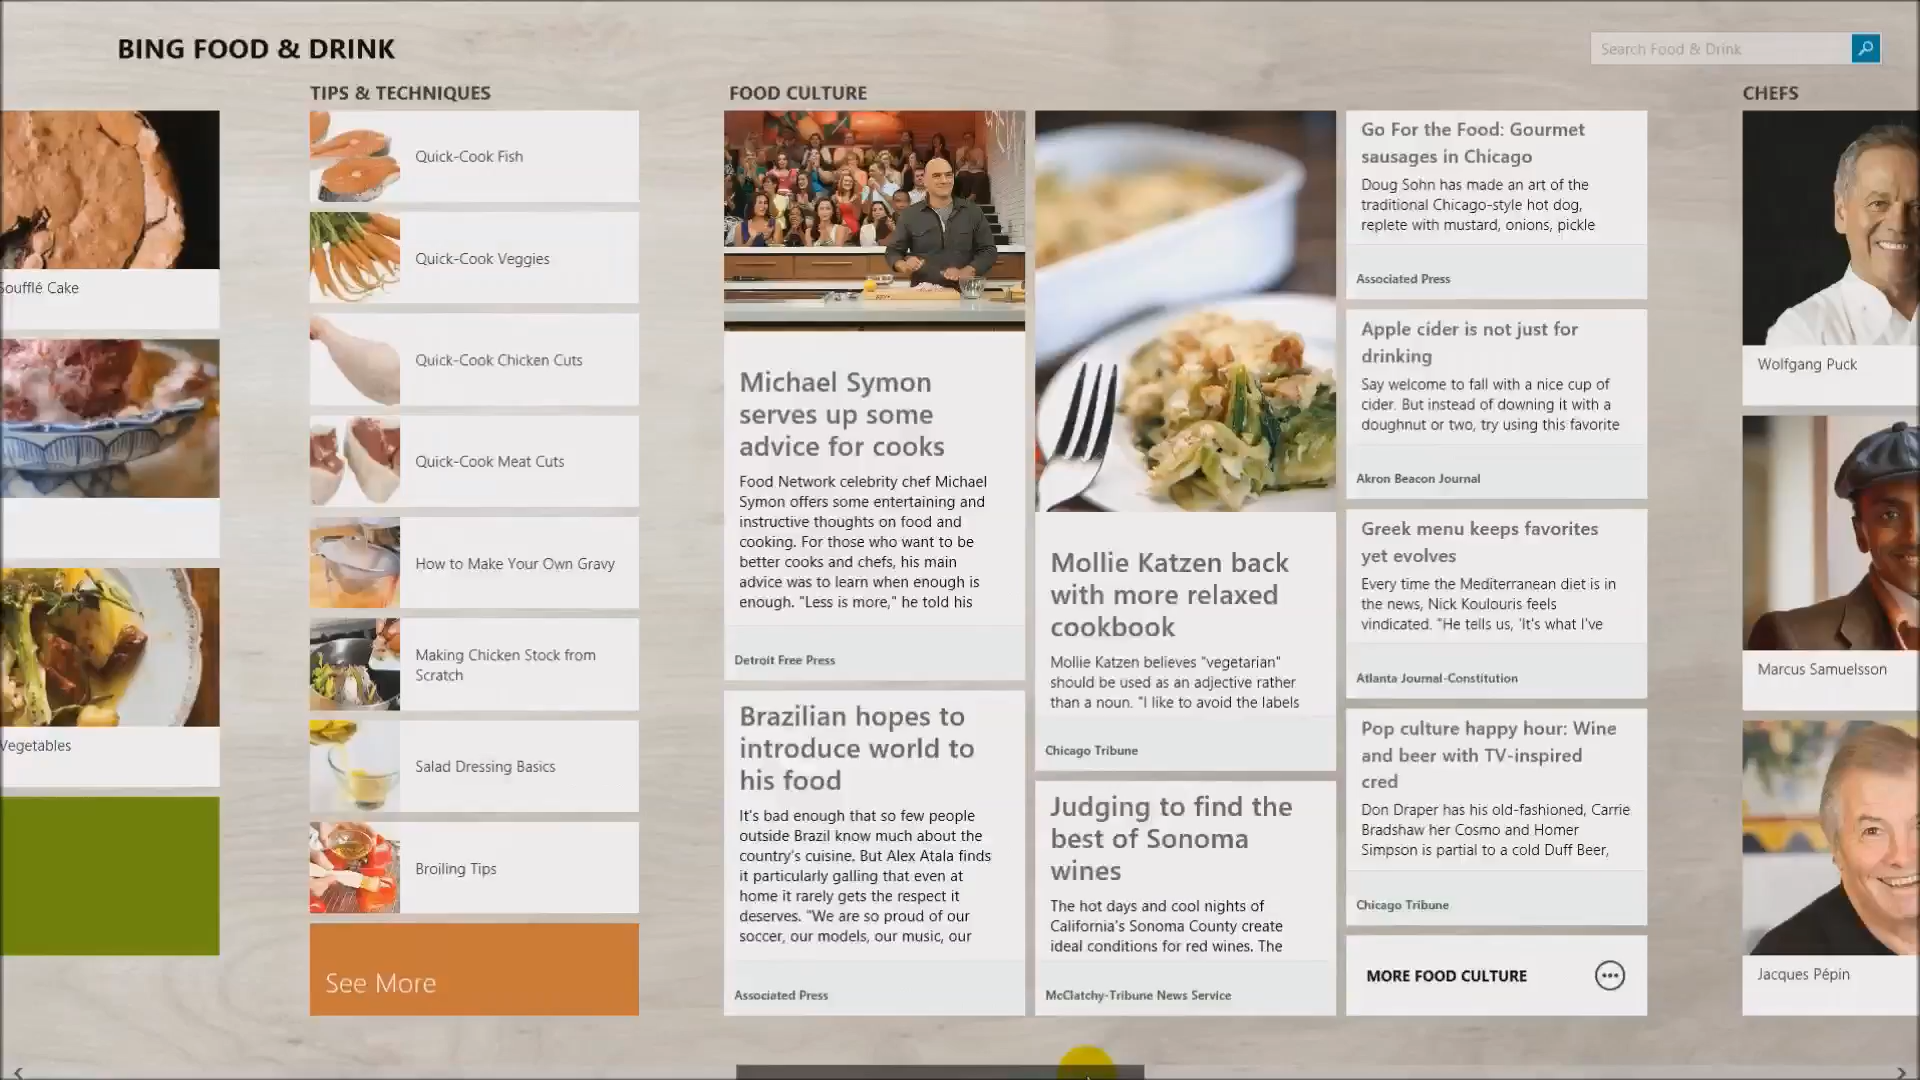 BING FOOD & DRINK
Search Food & Drink
Soufflé Cake
Vegetables
TIPS & TECHNIQUES
Quick-Cook Fish
Quick-Cook Veggies
Quick-Cook Chicken Cuts
Quick-Cook Meat Cuts
How to Make Your Own Gravy
Making Chicken Stock from
Scratch
Salad Dressing Basics
Broiling Tips
See More
FOOD CULTURE
Michael Symon
serves up some
advice for cooks
Food Network celebrity chef Michael
Symon offers some entertaining and
instructive thoughts on food and
cooking. For those who want to be
better cooks and chefs, his main
advice was to learn when enough is
enough. "Less is more," he told his
Detroit Free Press
Brazilian hopes to
introduce world to
his food
It's bad enough that so few people
outside Brazil know much about the
country's cuisine. But Alex Atala finds
it particularly galling that even at
home it rarely gets the respect it
deserves. "We are so proud of our
soccer, our models, our music, our
Associated Press
Mollie Katzen back
with more relaxed
cookbook
Mollie Katzen believes "vegetarian"
should be used as an adjective rather
than a noun. "I like to avoid the labels
Chicago Tribune
Judging to find the
best of Sonoma
wines
The hot days and cool nights of
California's Sonoma County create
ideal conditions for red wines. The
McClatchy-Tribune News Service
Go For the Food: Gourmet
sausages in Chicago
Doug Sohn has made an art of the
traditional Chicago-style hot dog,
replete with mustard, onions, pickle
Associated Press
Apple cider is not just for
drinking
Say welcome to fall with a nice cup of
cider. But instead of downing it with a
doughnut or two, try using this favorite
Akron Beacon Journal
Greek menu keeps favorites
yet evolves
Every time the Mediterranean diet is in
the news, Nick Koulouris feels
vindicated. "He tells us, 'It's what I've
Atlanta Journal-Constitution
Pop culture happy hour: Wine
and beer with TV-inspired
cred
Don Draper has his old-fashioned, Carrie
Bradshaw her Cosmo and Homer
Simpson is partial to a cold Duff Beer,
Chicago Tribune
MORE FOOD CULTURE
CHEFS
Wolfgang Puck
Marcus Samuelsson
Jacques Pépin